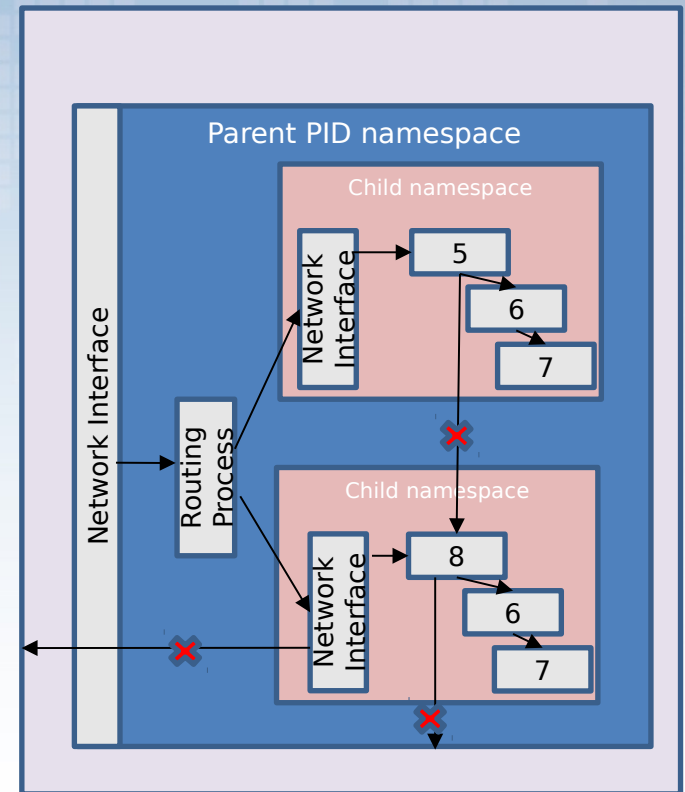 Parent PID namespace
Child namespace
Network
Interface
5
6
7
Network Interface
Routing
Process
Child namespace
Network
Interface
8
6
7